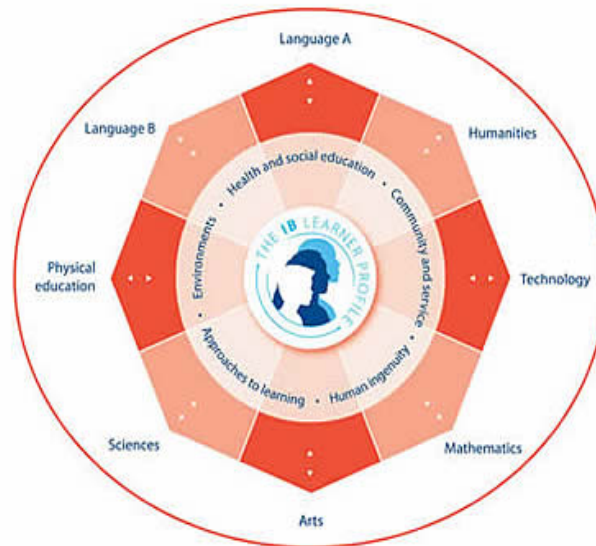 Language A
Language B
Humanities
Health and social education
Environments
Community and service
THE IB LEARNER PROFILE
Physical
education
Technology
Approaches to learning
Human ingenuity
Sciences
Mathematics
Arts